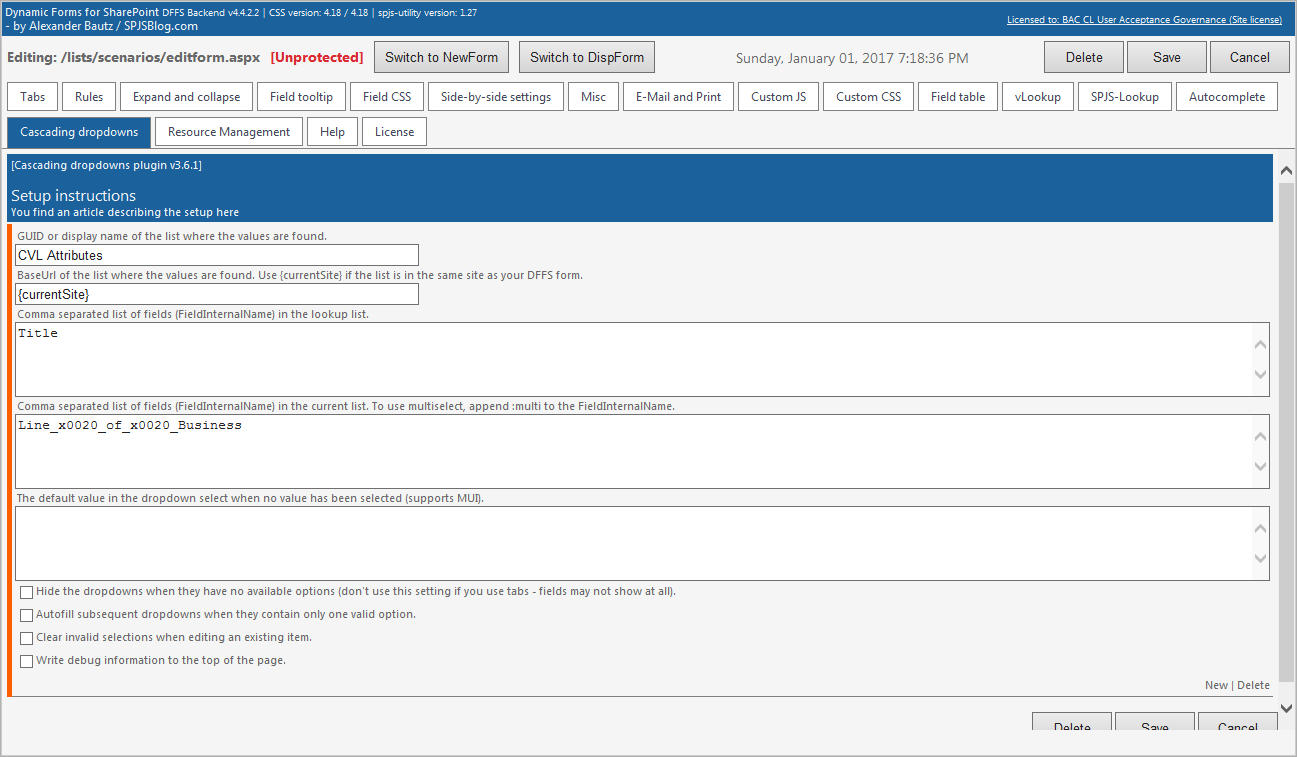 Dynamic Forms for SharePoint DFFS Backend v4.4.2.2 | CSS version: 4.18 / 4.18 | spjs-utility version: 1.27
- by Alexander Bautz / SPJSBlog.com
Licensed to: BAC CL User Acceptance Governance (Site license)
Editing: /lists/scenarios/editform.aspx [Unprotected] Switch to NewForm Switch to DispForm Sunday, January 01, 2017 7:18:36 PM Delete Save Cancel
Tabs Rules Expand and collapse Field tooltip Field CSS Side-by-side settings Misc E-Mail and Print Custom JS Custom CSS Field table vLookup SPJS-Lookup Autocomplete
Cascading dropdowns Resource Management Help License
[Cascading dropdowns plugin v3.6.1]
Setup instructions
You find an article describing the setup here
GUID or display name of the list where the values are found.
CVL Attributes
BaseUrl of the list where the values are found. Use {currentSite} if the list is in the same site as your DFFS form.
{currentSite}
Comma separated list of fields (FieldInternalName) in the lookup list.
Title
Comma separated list of fields (FieldInternalName) in the current list. To use multiselect, append :multi to the FieldInternalName.
Line_x0020_of_x0020_Business
The default value in the dropdown select when no value has been selected (supports MUI).
Hide the dropdowns when they have no available options (don't use this setting if you use tabs - fields may not show at all).
Autofill subsequent dropdowns when they contain only one valid option.
Clear invalid selections when editing an existing item.
Write debug information to the top of the page.
New | Delete
Delete Save Cancel